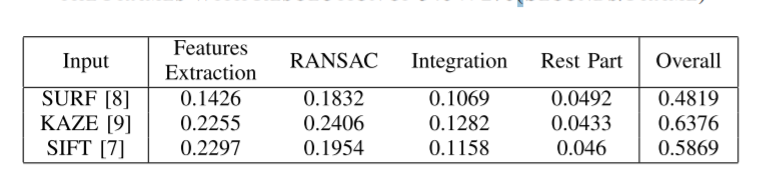 Input Features Extraction RANSAC Integration Rest Part Overall
SURF [8] 0.1426 0.1832 0.1069 0.0492 0.4819
KAZE [9] 0.2255 0.2406 0.1282 0.0433 0.6376
SIFT [7] 0.2297 0.1954 0.1158 0.046 0.5869